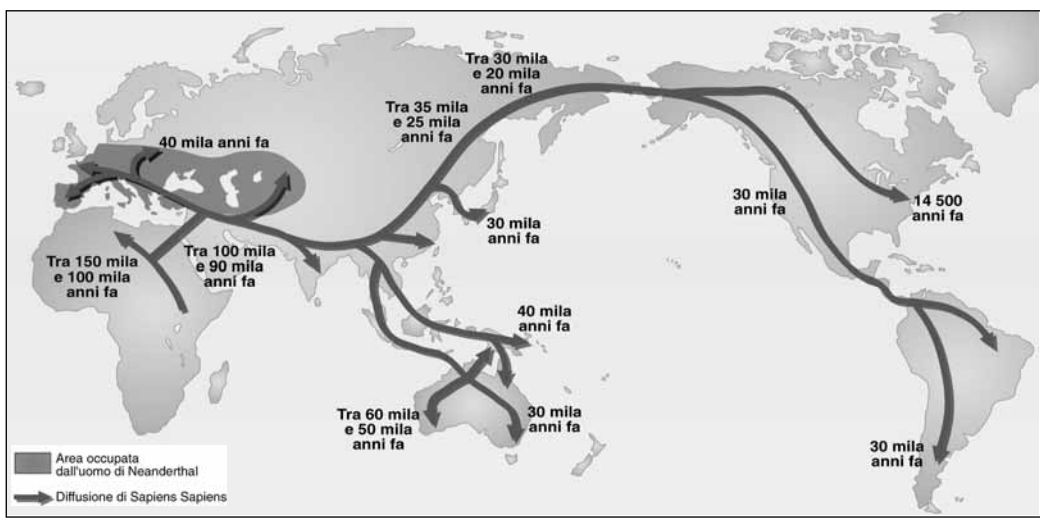 Tra 30 mila
e 20 mila
anni fa
Tra 35 mila
e 25 mila
anni fa
40 mila anni fa
30 mila
anni fa
14 500
anni fa
30 mila
anni fa
Tra 150 mila
e 100 mila
anni fa
Tra 100 mila
e 90 mila
anni fa
40 mila
anni fa
Tra 60 mila
e 50 mila
anni fa
30 mila
anni fa
30 mila
anni fa
Area occupata
dall'uomo di Neanderthal
Diffusione di Sapiens Sapiens